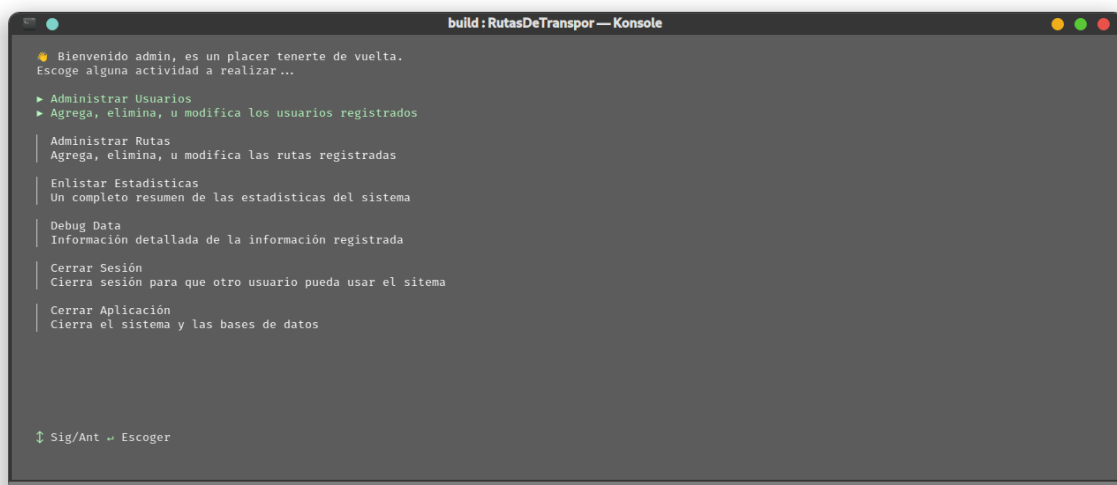 build : RutasDeTranspor — Konsole
👋 Bienvenido admin, es un placer tenerte de vuelta.
Escoge alguna actividad a realizar...
► Administrar Usuarios
► Agrega, elimina, u modifica los usuarios registrados
│ Administrar Rutas
│ Agrega, elimina, u modifica las rutas registradas
│ Enlistar Estadisticas
│ Un completo resumen de las estadisticas del sistema
│ Debug Data
│ Información detallada de la información registrada
│ Cerrar Sesión
│ Cierra sesión para que otro usuario pueda usar el sitema
│ Cerrar Aplicación
│ Cierra el sistema y las bases de datos
↕ Sig/Ant ↵ Escoger